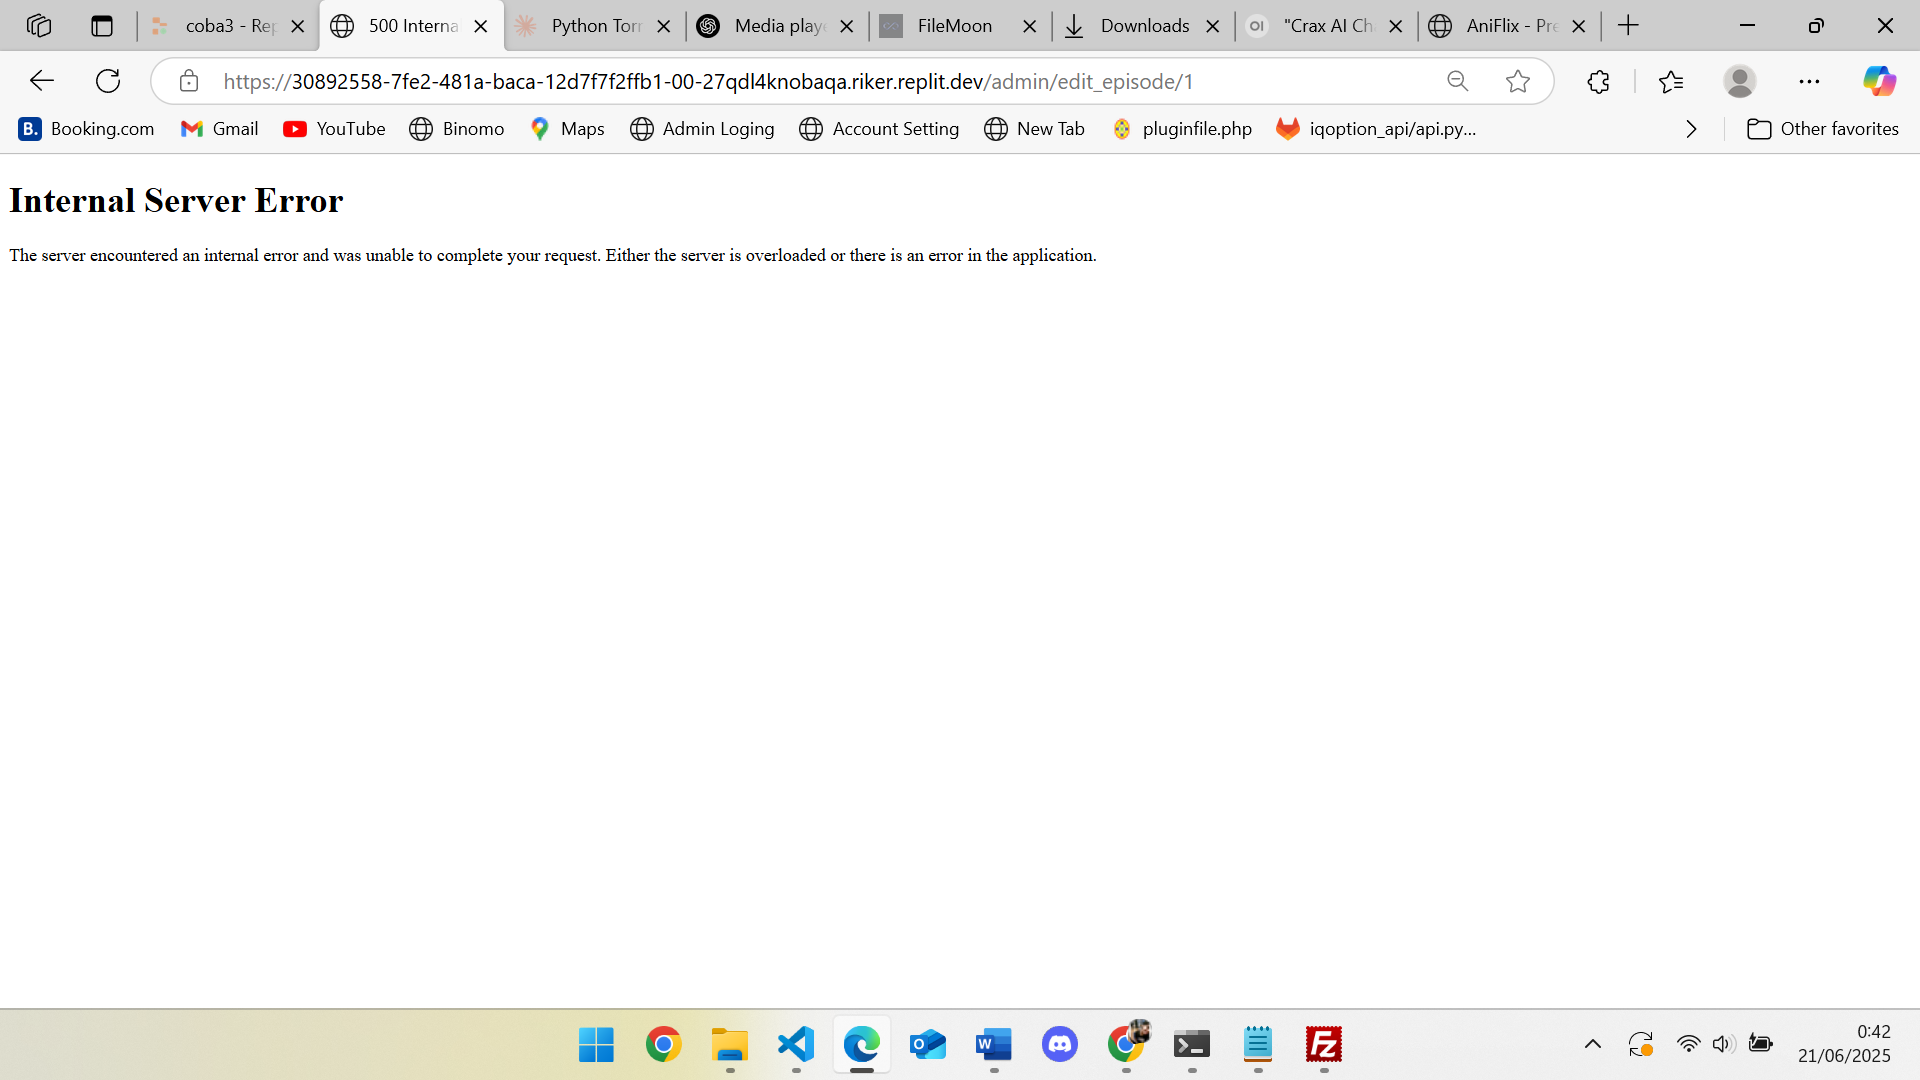 coba3 - Rep
500 Interna
Python Torr
Media playe
FileMoon
Downloads
OI "Crax AI Ch
AniFlix - Pre
https://30892558-7fe2-481a-baca-12d7f7f2ffb1-00-27qdl4knobaqa.riker.replit.dev/admin/edit_episode/1
B. Booking.com
Gmail
YouTube
Binomo
Maps
Admin Loging
Account Setting
New Tab
pluginfile.php
iqoption_api/api.py...
Other favorites
Internal Server Error
The server encountered an internal error and was unable to complete your request. Either the server is overloaded or there is an error in the application.
0:42
21/06/2025